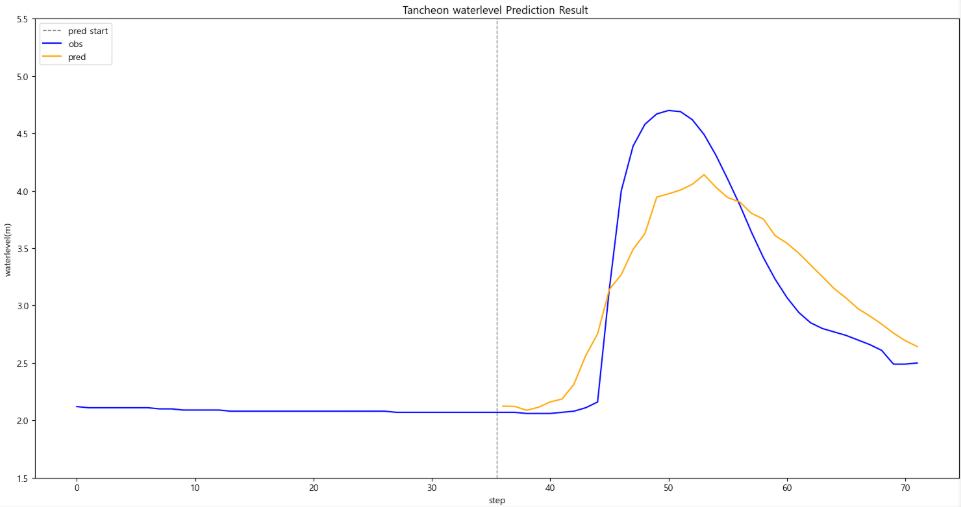 Tancheon waterlevel Prediction Result
pred start
obs
pred
waterlevel(m)
5.5
5.0
4.5
4.0
3.5
3.0
2.5
2.0
1.5
0 10 20 30 40 50 60 70
step